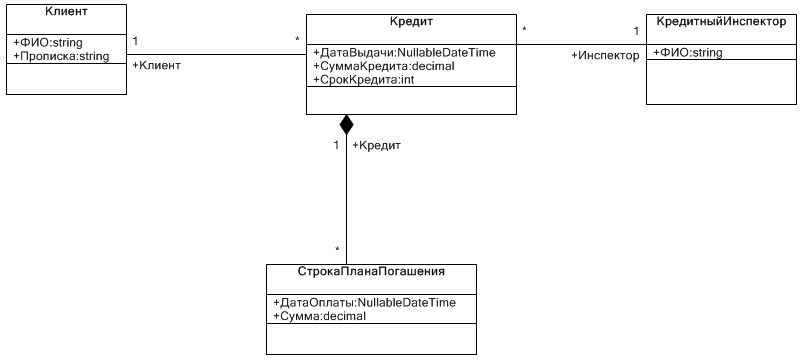 Клиент
+ФИО:string
+Прописка:string
1
+Клиент
*
Кредит
+ДатаВыдачи:NullableDateTime
+СуммаКредита:decimal
+СрокКредита:int
*
1
+Инспектор
КредитныйИнспектор
+ФИО:string
1
+Кредит
*
СтрокаПланаПогашения
+ДатаОплаты:NullableDateTime
+Сумма:decimal